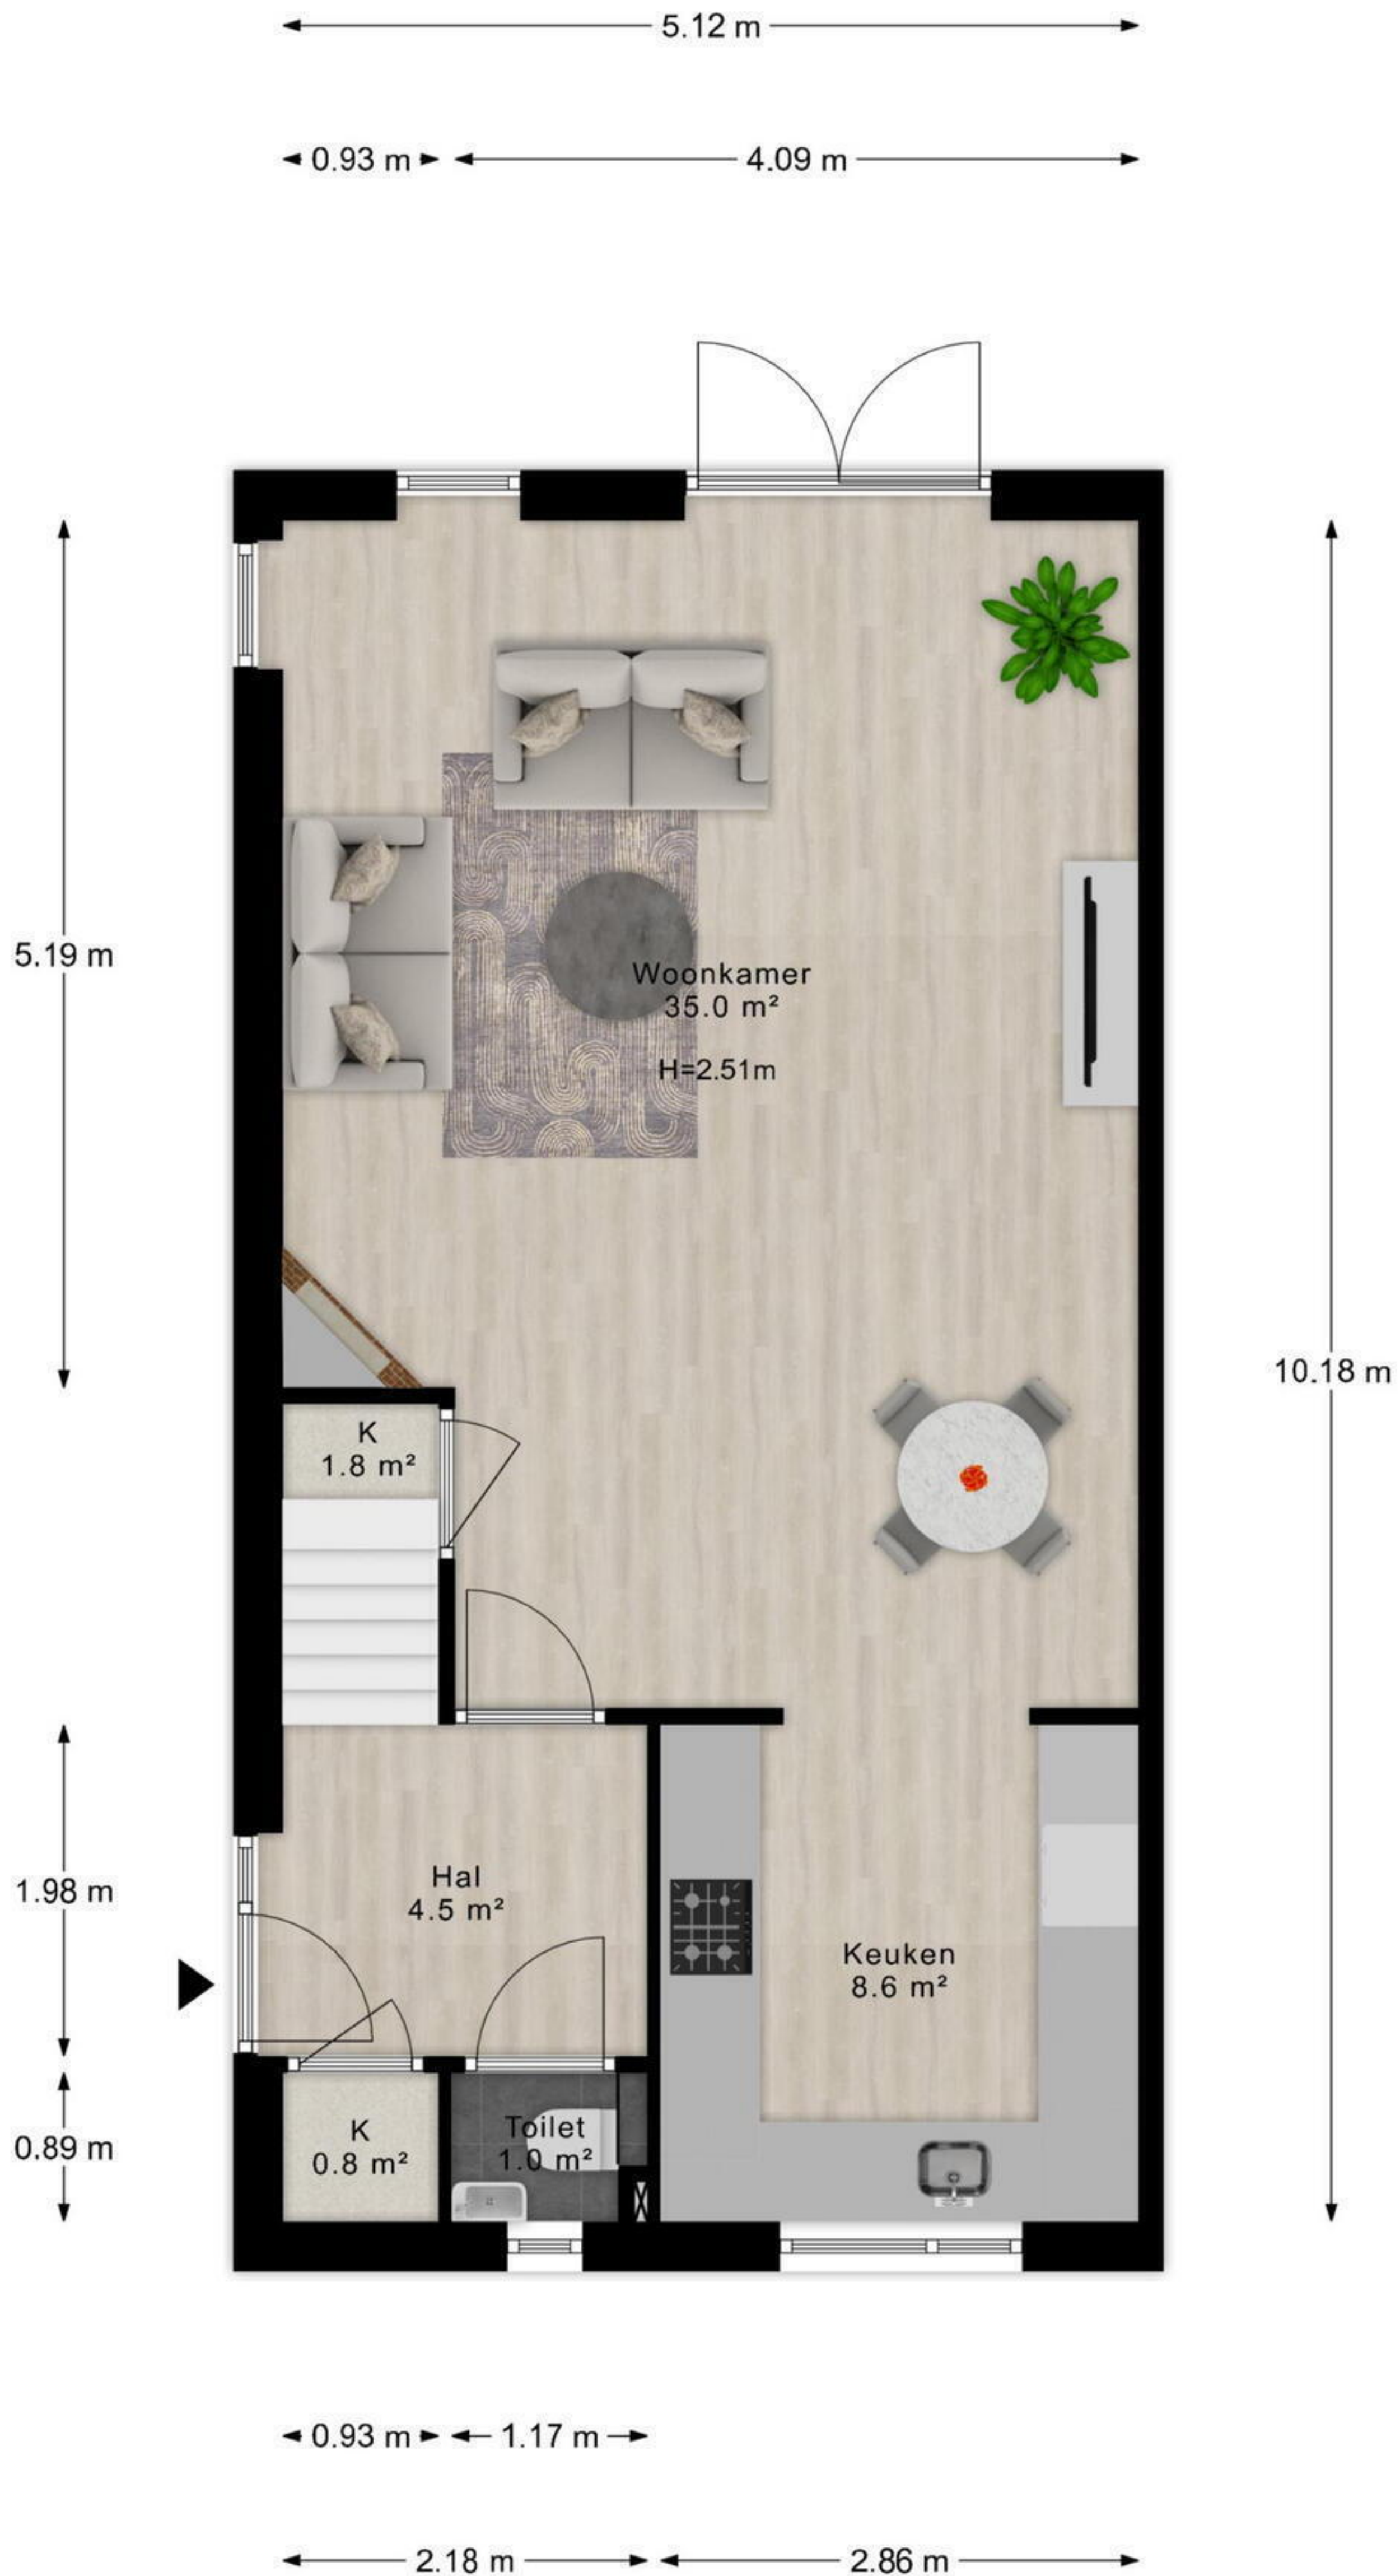 5.12 m
0.93 m
4.09 m
5.19 m
Woonkamer
35.0 m²
H=2.51m
10.18 m
K
1.8 m²
1.98 m
Hal
4.5 m²
Keuken
8.6 m²
0.89 m
K
0.8 m²
Toilet
1.0 m²
0.93 m
1.17 m
2.18 m
2.86 m